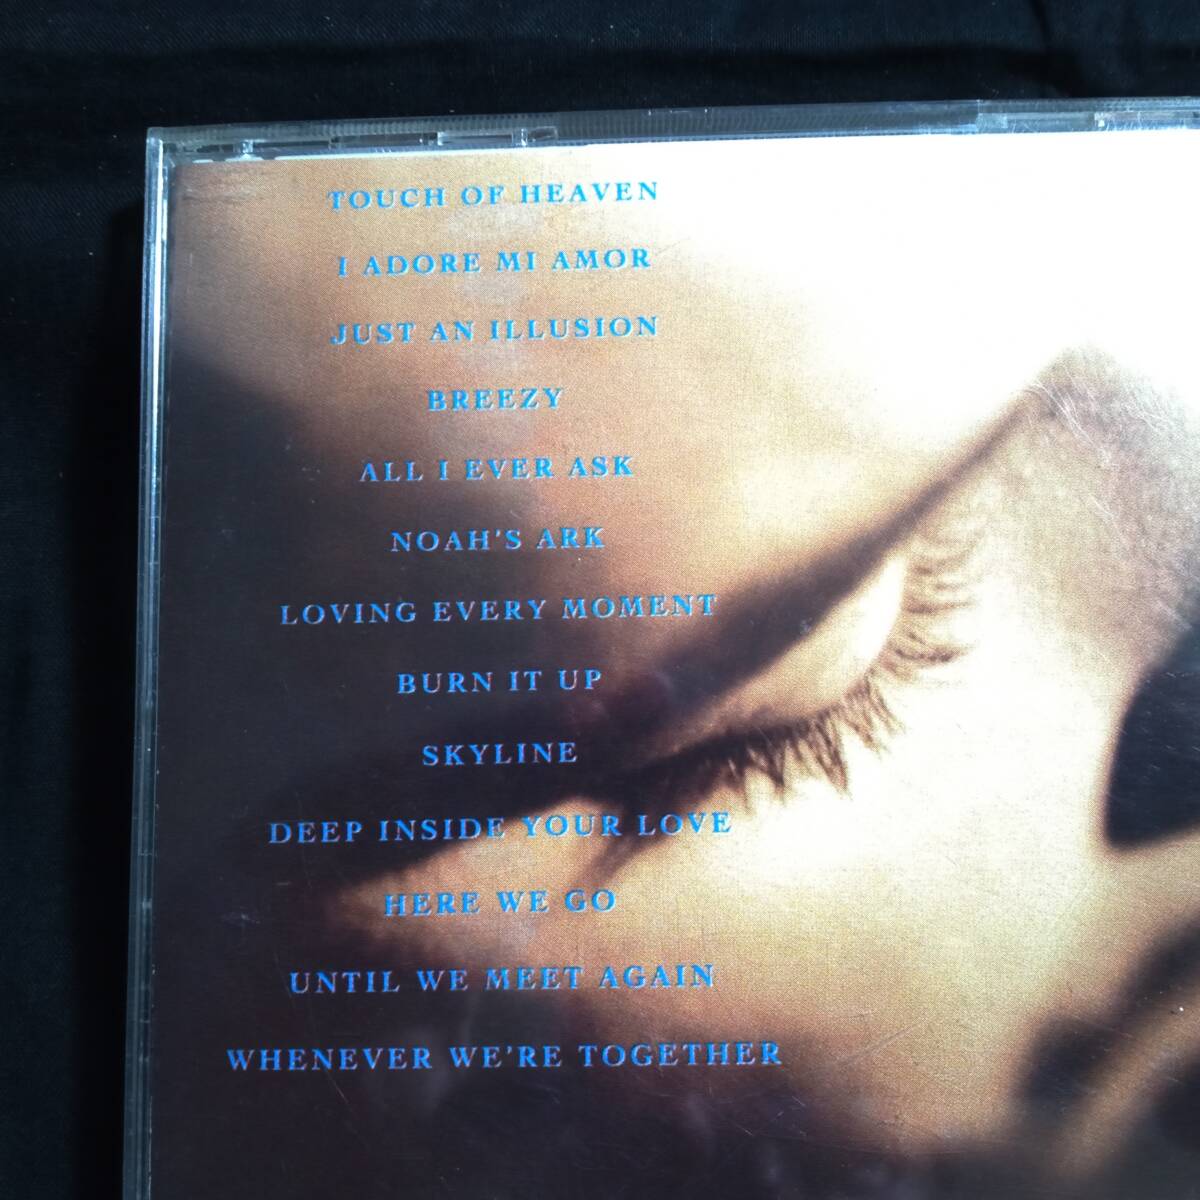 TOUCH OF HEAVEN
I ADORE MI AMOR
JUST AN ILLUSION
BREEZY
ALL I EVER ASK
NOAH'S ARK
LOVING EVERY MOMENT
BURN IT UP
SKYLINE
DEEP INSIDE YOUR LOVE
HERE WE GO
UNTIL WE MEET AGAIN
WHENEVER WE'RE TOGETHER